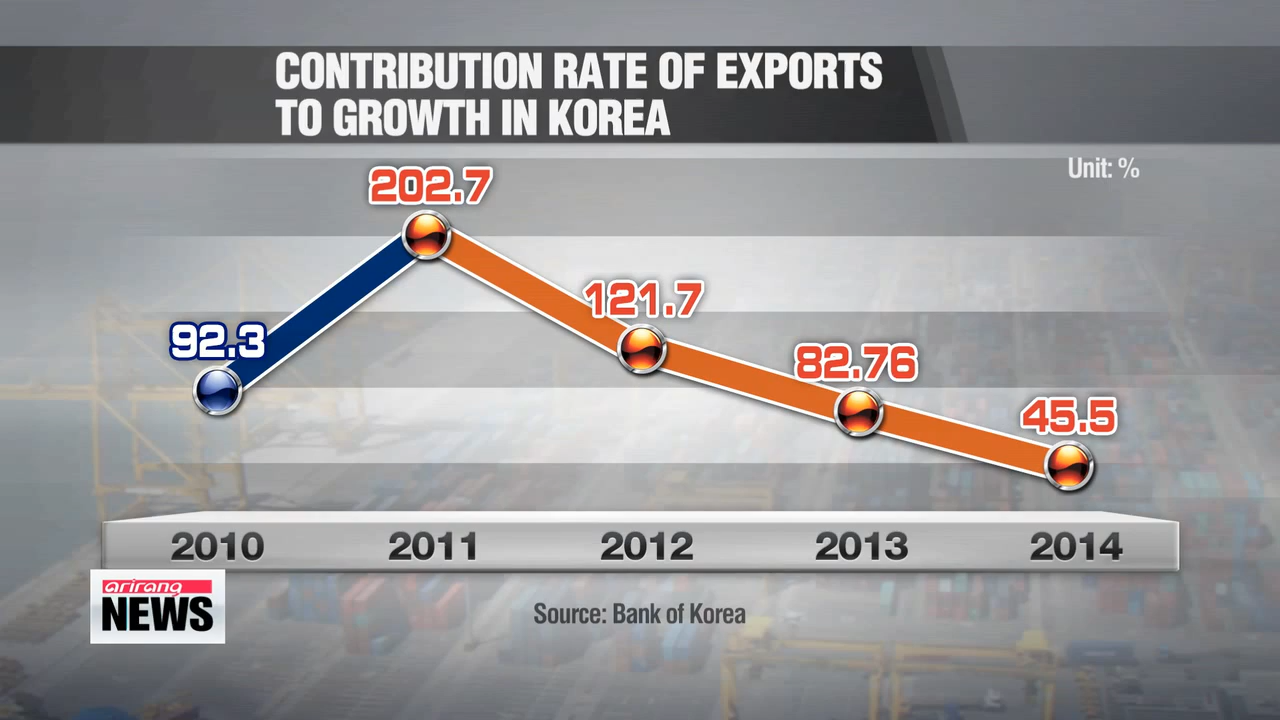 CONTRIBUTION RATE OF EXPORTS
TO GROWTH IN KOREA
Unit: %
202.7
121.7
92.3
82.76
45.5
2010 2011 2012 2013 2014
arirang
NEWS
Source: Bank of Korea